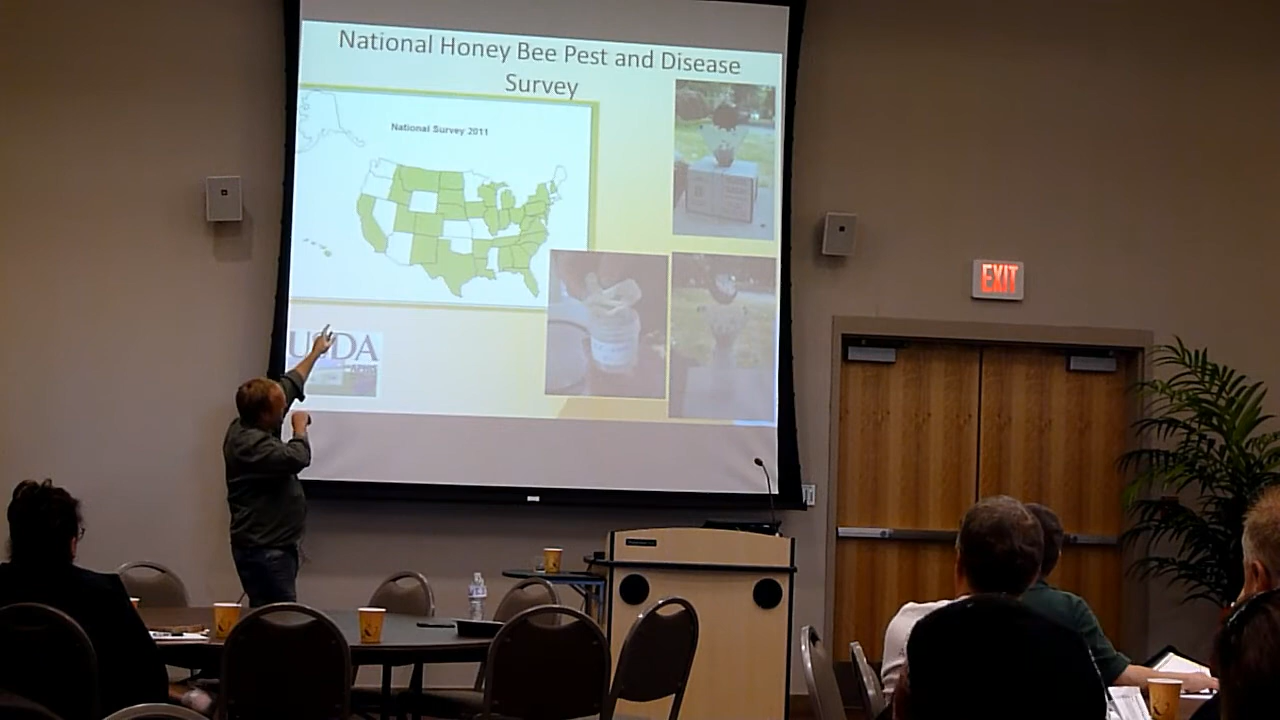 National Honey Bee Pest and Disease
Survey
National Survey 2011
USDA
EXIT